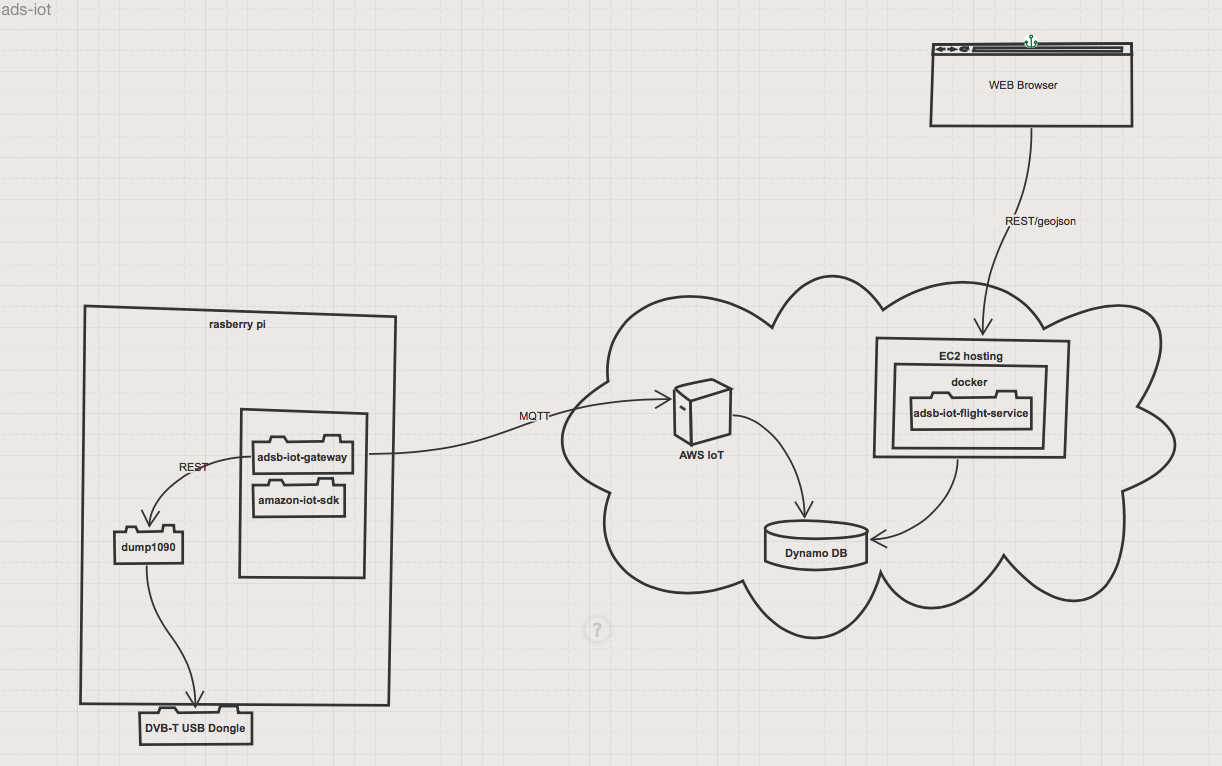 ads-iot
WEB Browser
REST/geojson
rasberry pi
EC2 hosting
docker
adsb-iot-flight-service
MQTT
AWS IoT
adsb-iot-gateway
REST
amazon-iot-sdk
dump1090
Dynamo DB
?
DVB-T USB Dongle